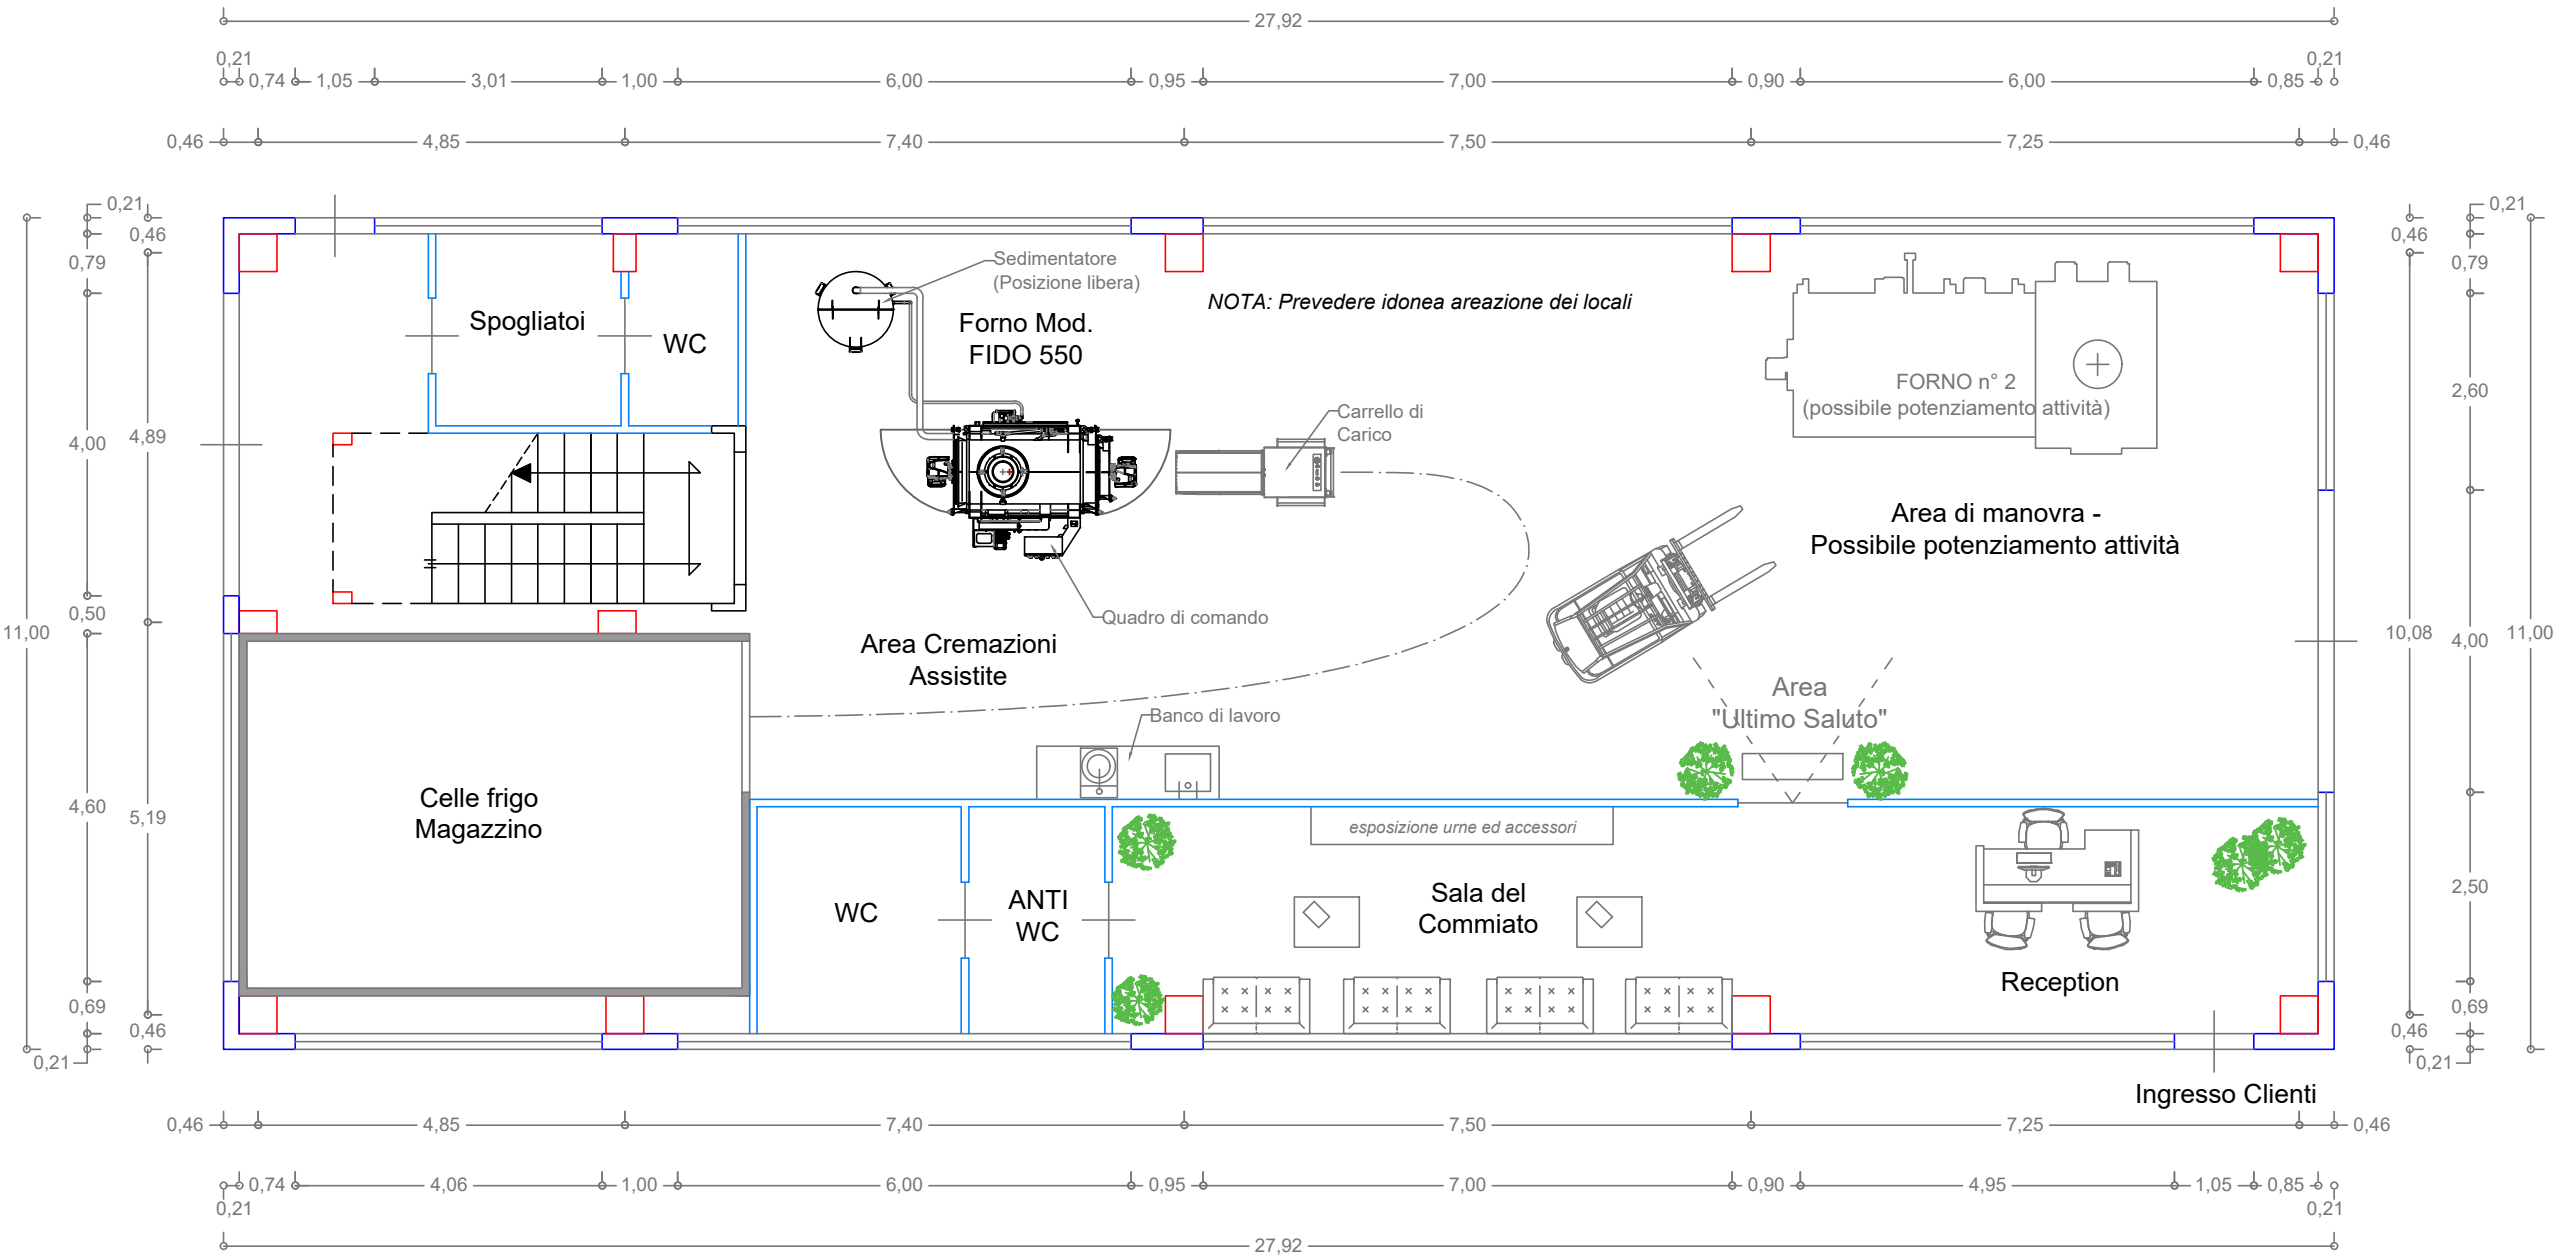 27,92
0,21
0,21
0,74
1,05
3,01
1,00
6,00
0,95
7,00
0,90
6,00
0,85
0,46
4,85
7,40
7,50
7,25
0,46
0,21
0,46
0,79
4,00
4,89
0,50
11,00
4,60
5,19
0,69
0,46
0,21
Spogliatoi
WC
Sedimentatore
(Posizione libera)
Forno Mod.
FIDO 550
NOTA: Prevedere idonea areazione dei locali
FORNO n° 2
(possibile potenziamento attività)
Carrello di
Carico
Area di manovra -
Possibile potenziamento attività
Quadro di comando
Area Cremazioni
Assistite
Area
"Ultimo Saluto"
Banco di lavoro
Celle frigo
Magazzino
esposizione urne ed accessori
WC
ANTI
WC
Sala del
Commiato
Reception
Ingresso Clienti
0,21
0,46
0,79
2,60
10,08
4,00
11,00
2,50
0,69
0,46
0,21
0,46
4,85
7,40
7,50
7,25
0,46
0,74
4,06
1,00
6,00
0,95
7,00
0,90
4,95
1,05
0,85
0,21
0,21
27,92